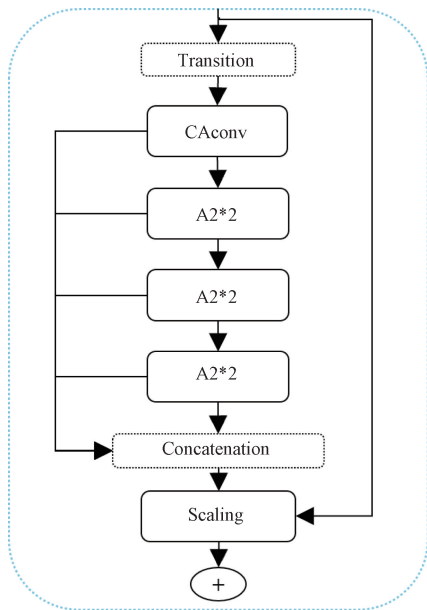 Transition
CAconv
A2*2
A2*2
A2*2
Concatenation
Scaling
+